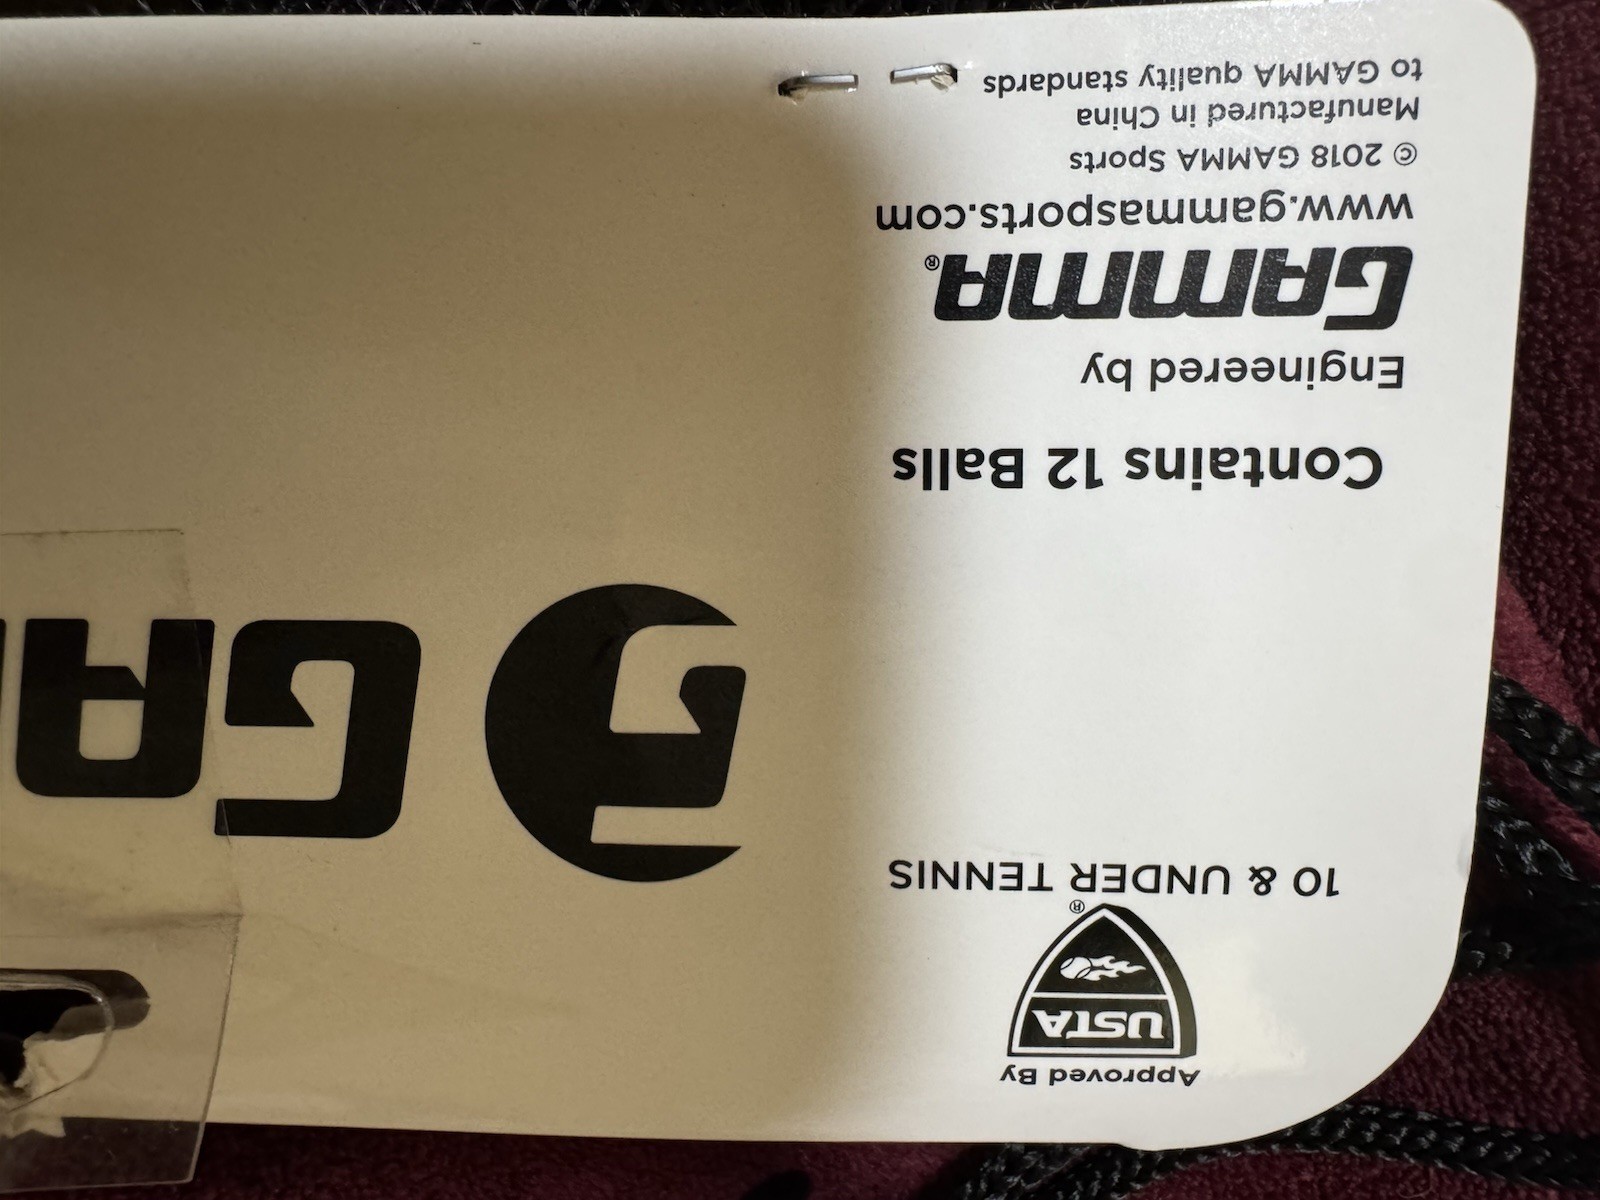 Approved By
USTA®
10 & UNDER TENNIS
Contains 12 Balls
Engineered by
GAMMA®
www.gammasports.com
© 2018 GAMMA Sports
Manufactured in China
to GAMMA quality standards
G GA